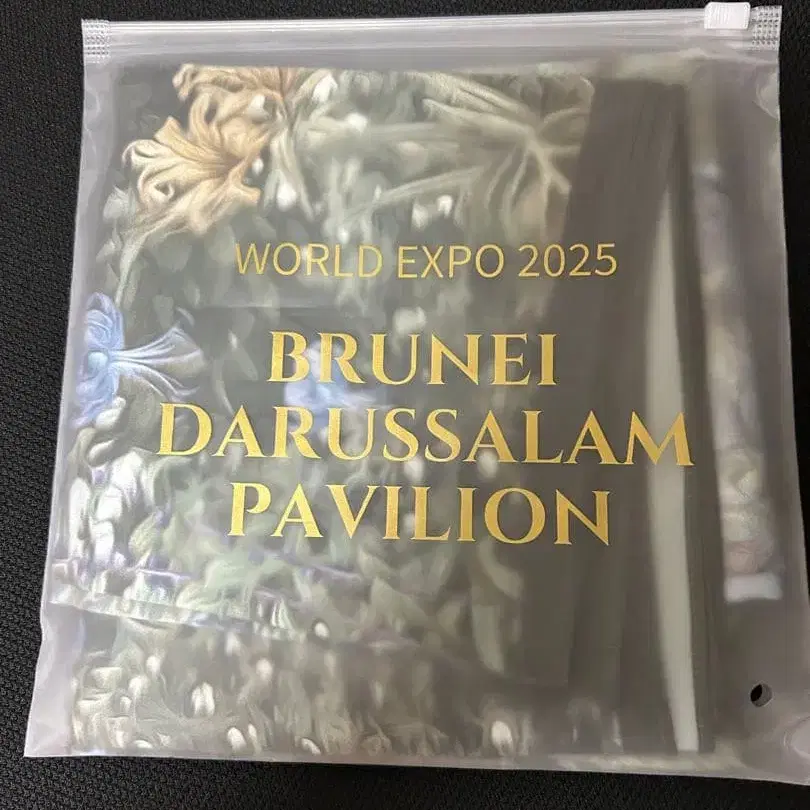 WORLD EXPO 2025
BRUNEI
DARUSSALAM
PAVILION